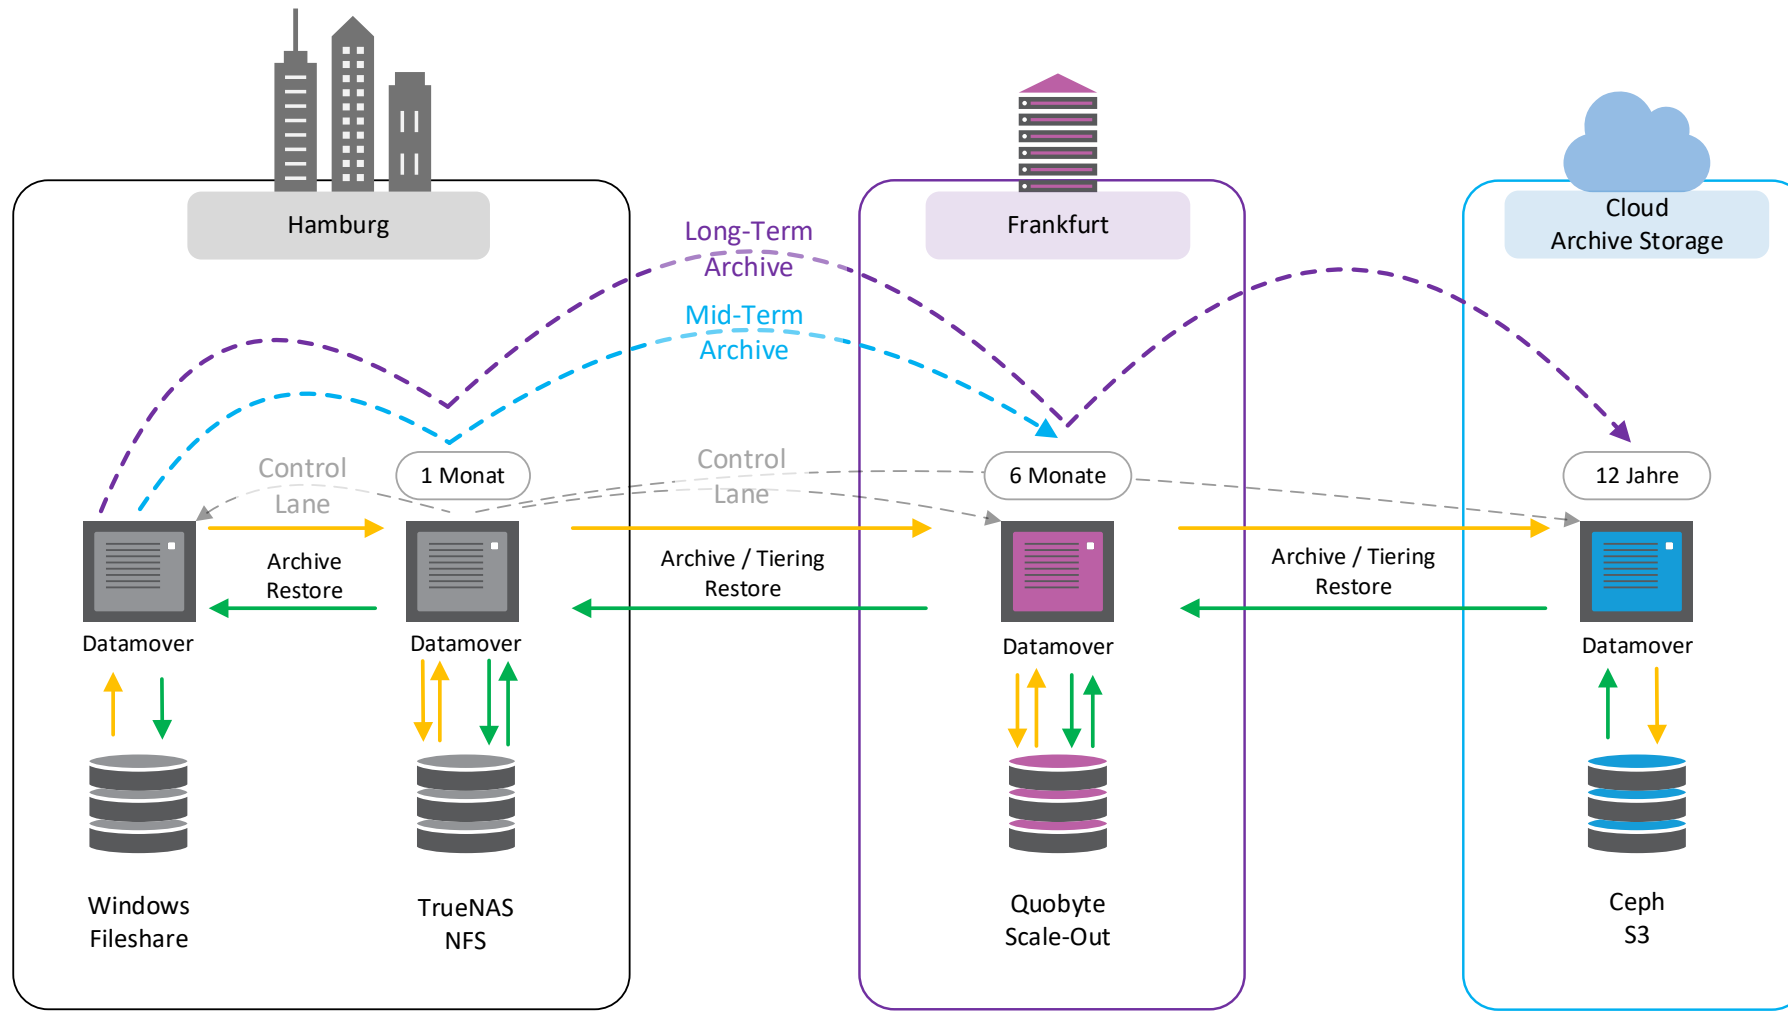 Hamburg
Frankfurt
Cloud
Archive Storage
Long-Term
Archive
Mid-Term
Archive
Control
Lane
1 Monat
Control
Lane
6 Monate
12 Jahre
Archive
Restore
Archive / Tiering
Restore
Archive / Tiering
Restore
Datamover
Datamover
Datamover
Datamover
Windows
Fileshare
TrueNAS
NFS
Quobyte
Scale-Out
Ceph
S3